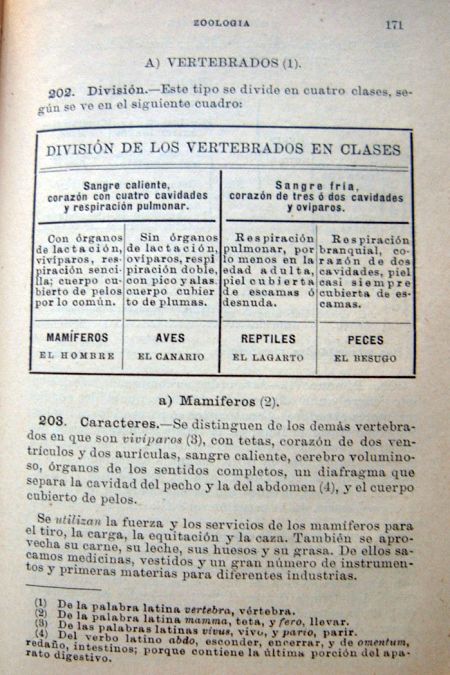 ZOOLOGIA 171
A) VERTEBRADOS (1).
202. División.—Este tipo se divide en cuatro clases, se-
gún se ve en el siguiente cuadro:
DIVISIÓN DE LOS VERTEBRADOS EN CLASES
Sangre caliente,
corazón con cuatro cavidades
y respiración pulmonar.
Sangre fría,
corazón de tres ó dos cavidades
y ovíparos.
Con órganos
de lactación,
vivíparos, res-
piración senci-
lla; cuerpo cu-
bierto de pelos
por lo común.
Sin órganos
de lactación,
ovíparos, respi
piración doble,
con pico y alas.
cuerpo cubier
to de plumas.
Respiración
pulmonar, por
lo menos en la
edad adulta,
piel cubierta
de escamas ó
desnuda.
Respiración
branquial, co-
razón de dos
cavidades, piel
casi siempre
cubierta de es-
camas.
MAMÍFEROS
EL HOMBRE
AVES
EL CANARIO
REPTILES
EL LAGARTO
PECES
EL BESUGO
a) Mamíferos (2).
203. Caracteres.—Se distinguen de los demás vertebra-
dos en que son vivíparos (3), con tetas, corazón de dos ven-
trículos y dos aurículas, sangre caliente, cerebro volumino-
so, órganos de los sentidos completos, un diafragma que
separa la cavidad del pecho y la del abdomen (4), y el cuerpo
cubierto de pelos.
Se utilizan la fuerza y los servicios de los mamíferos para
el tiro, la carga, la equitación y la caza. También se apro-
vecha su carne, su leche, sus huesos y su grasa. De ellos sa-
camos medicinas, vestidos y un gran número de instrumen-
tos y primeras materias para diferentes industrias.
(1) De la palabra latina vertebra, vértebra.
(2) De la palabra latina mamma, teta, y fero, llevar.
(3) De las palabras latinas vivus, vivo, y pario, parir.
(4) Del verbo latino abdo, esconder, encerrar, y de omentum,
redaño, intestinos; porque contiene la última porción del apa-
rato digestivo.